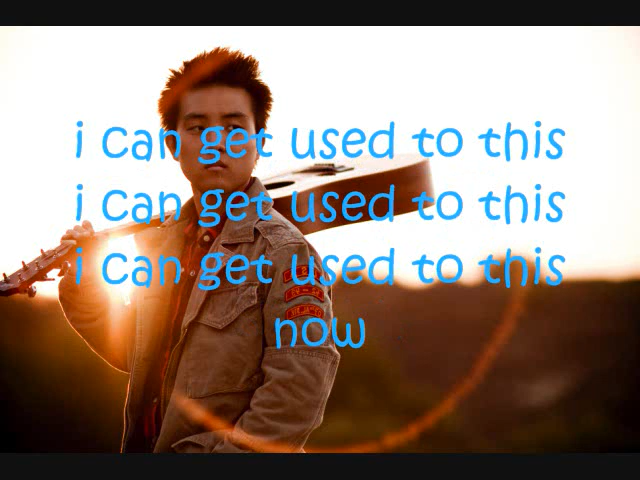 i can get used to this
i can get used to this
i can get used to this
now